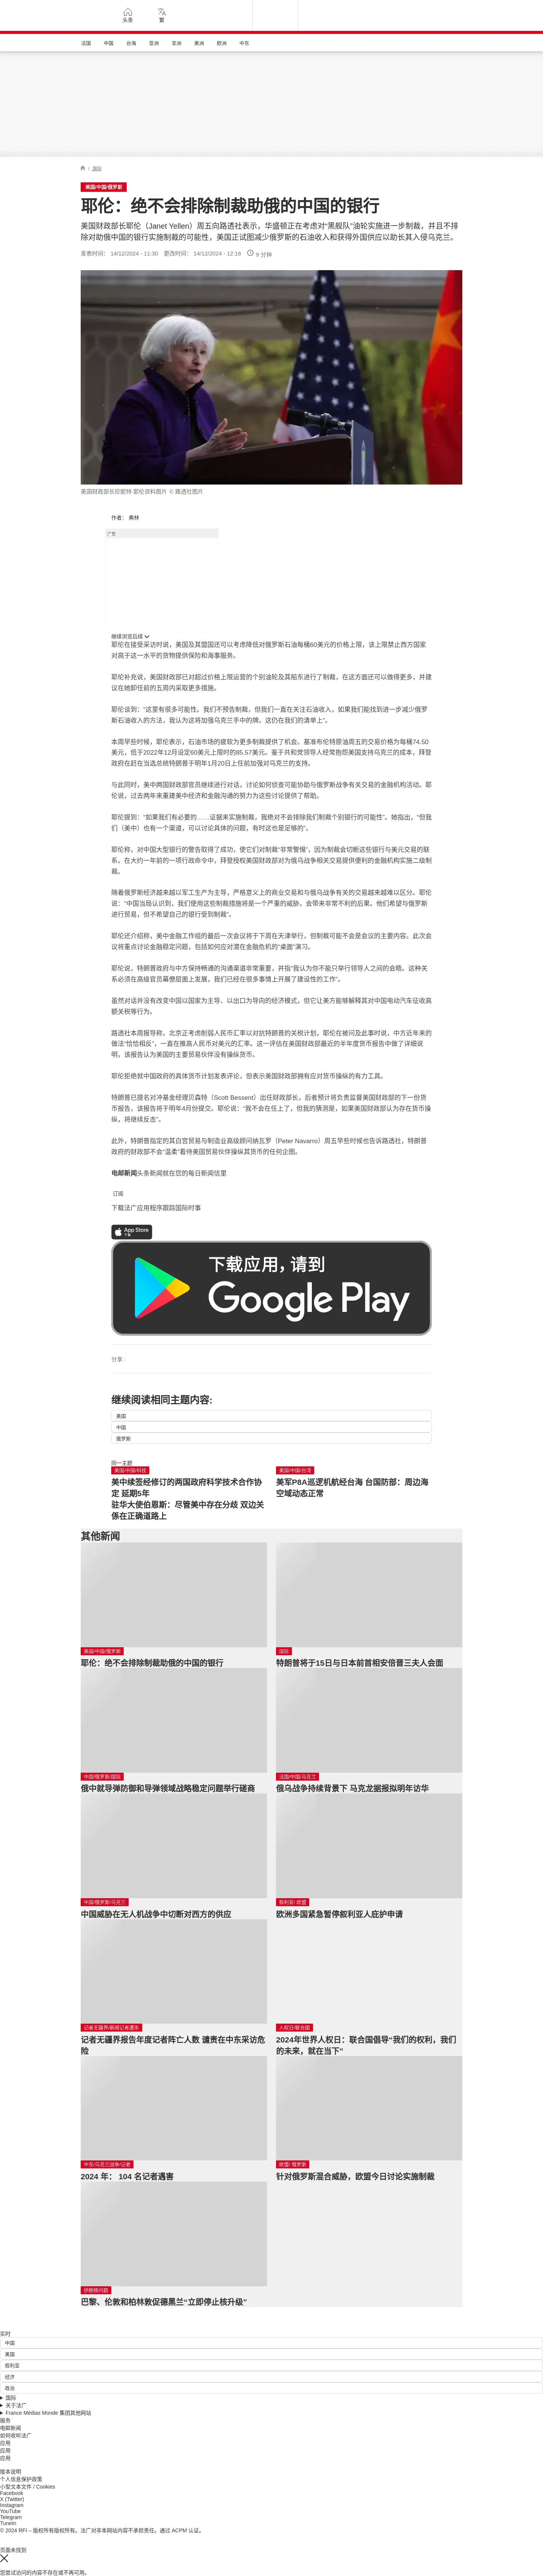 头条
繁
法国
中国
台海
亚洲
非洲
美洲
欧洲
中东
/ 国际
美国/中国/俄罗斯
耶伦：绝不会排除制裁助俄的中国的银行
美国财政部长耶伦（Janet Yellen）周五向路透社表示，华盛顿正在考虑对“黑舰队”油轮实施进一步制裁，并且不排
除对助俄中国的银行实施制裁的可能性，美国正试图减少俄罗斯的石油收入和获得外国供应以助长其入侵乌克兰。
发表时间： 14/12/2024 - 11:30 更改时间： 14/12/2024 - 12:16 9 分钟
美国财政部长珍妮特·耶伦资料图片 © 路透社图片
作者： 弗林
广告
继续浏览后续
耶伦在接受采访时说，美国及其盟国还可以考虑降低对俄罗斯石油每桶60美元的价格上限，该上限禁止西方国家
对高于这一水平的货物提供保险和海事服务。
耶伦补充说，美国财政部已对超过价格上限运营的个别油轮及其船东进行了制裁，在这方面还可以做得更多，并建
议在她卸任前的五周内采取更多措施。
耶伦谈到：“这里有很多可能性。我们不预告制裁，但我们一直在关注石油收入，如果我们能找到进一步减少俄罗
斯石油收入的方法，我认为这将加强乌克兰手中的牌。这仍在我们的清单上”。
本周早些时候，耶伦表示，石油市场的疲软为更多制裁提供了机会。基准布伦特原油周五的交易价格为每桶74.50
美元，低于2022年12月设定60美元上限时的85.57美元。鉴于共和党领导人经常抱怨美国支持乌克兰的成本，拜登
政府在赶在当选总统特朗普于明年1月20日上任前加强对乌克兰的支持。
与此同时，美中两国财政部官员继续进行对话，讨论如何侦查可能协助与俄罗斯战争有关交易的金融机构活动。耶
伦说，过去两年来重建美中经济和金融沟通的努力为这些讨论提供了帮助。
耶伦提到：“如果我们有必要的……证据来实施制裁，我绝对不会排除我们制裁个别银行的可能性”。她指出，“但我
们（美中）也有一个渠道，可以讨论具体的问题，有时这也是足够的”。
耶伦称，对中国大型银行的警告取得了成功，使它们对制裁“非常警惕”，因为制裁会切断这些银行与美元交易的联
系。在大约一年前的一项行政命令中，拜登授权美国财政部对为俄乌战争相关交易提供便利的金融机构实施二级制
裁。
随着俄罗斯经济越来越以军工生产为主导，严格意义上的商业交易和与俄乌战争有关的交易越来越难以区分。耶伦
说：“中国当局认识到，我们使用这些制裁措施将是一个严重的威胁，会带来非常不利的后果。他们希望与俄罗斯
进行贸易，但不希望自己的银行受到制裁”。
耶伦还介绍称，美中金融工作组的最后一次会议将于下周在天津举行，但制裁可能不会是会议的主要内容。此次会
议将重点讨论金融稳定问题，包括如何应对潜在金融危机的“桌面”演习。
耶伦说，特朗普政府与中方保持畅通的沟通渠道非常重要，并指“我认为你不能只举行领导人之间的会晤。这种关
系必须在高级官员幕僚层面上发展，我们已经在很多事情上开展了建设性的工作”。
虽然对话并没有改变中国以国家为主导、以出口为导向的经济模式，但它让美方能够解释其对中国电动汽车征收高
额关税等行为。
路透社本周报导称，北京正考虑削弱人民币汇率以对抗特朗普的关税计划，耶伦在被问及此事时说，中方近年来的
做法“恰恰相反”，一直在推高人民币对美元的汇率。这一评估在美国财政部最近的半年度货币报告中做了详细说
明，该报告认为美国的主要贸易伙伴没有操纵货币。
耶伦拒绝就中国政府的具体货币计划发表评论，但表示美国财政部拥有应对货币操纵的有力工具。
特朗普已提名对冲基金经理贝森特（Scott Bessent）出任财政部长，后者预计将负责监督美国财政部的下一份货
币报告，该报告将于明年4月份提交。耶伦说：“我不会在任上了，但我的猜测是，如果美国财政部认为存在货币操
纵，将继续反击”。
此外，特朗普指定的其白宫贸易与制造业高级顾问纳瓦罗（Peter Navarro）周五早些时候也告诉路透社，特朗普
政府的财政部不会“温柔”看待美国贸易伙伴操纵其货币的任何企图。
电邮新闻头条新闻就在您的每日新闻信里
订阅
下载法广应用程序跟踪国际时事
App Store
下载应用，请到
Google Play
分享 :
继续阅读相同主题内容:
美国
中国
俄罗斯
同一主题
美国/中国/科技
美中续签经修订的两国政府科学技术合作协
定 延期5年
驻华大使伯恩斯：尽管美中存在分歧 双边关
係在正确道路上
美国/中国/台湾
美军P8A巡逻机航经台海 台国防部：周边海
空域动态正常
其他新闻
美国/中国/俄罗斯
耶伦：绝不会排除制裁助俄的中国的银行
国际
特朗普将于15日与日本前首相安倍晋三夫人会面
中国/俄罗斯/国际
俄中就导弹防御和导弹领域战略稳定问题举行磋商
法国/中国/乌克兰
俄乌战争持续背景下 马克龙据报拟明年访华
中国/俄罗斯/乌克兰
中国威胁在无人机战争中切断对西方的供应
叙利亚/ 欧盟
欧洲多国紧急暂停叙利亚人庇护申请
记者无疆界/新闻记者遭杀
记者无疆界报告年度记者阵亡人数 谴责在中东采访危
险
人权日/联合国
2024年世界人权日：联合国倡导“我们的权利，我们
的未来，就在当下”
中东/乌克兰战争/记者
2024 年： 104 名记者遇害
欧盟/ 俄罗斯
针对俄罗斯混合威胁，欧盟今日讨论实施制裁
伊朗核问题
巴黎、伦敦和柏林敦促德黑兰“立即停止核升级”
实时
中国
美国
叙利亚
经济
政治
国际
关于法广
France Médias Monde 集团其他网站
服务
电邮新闻
如何收听法广
应用
应用
应用
版本说明
个人信息保护政策
小型文本文件 / Cookies
Facebook
X (Twitter)
Instagram
YouTube
Telegram
TuneIn
© 2024 RFI – 版权所有版权所有。法广对非本网站内容不承担责任。通过 ACPM 认证。
页面未找到
您尝试访问的内容不存在或不再可用。